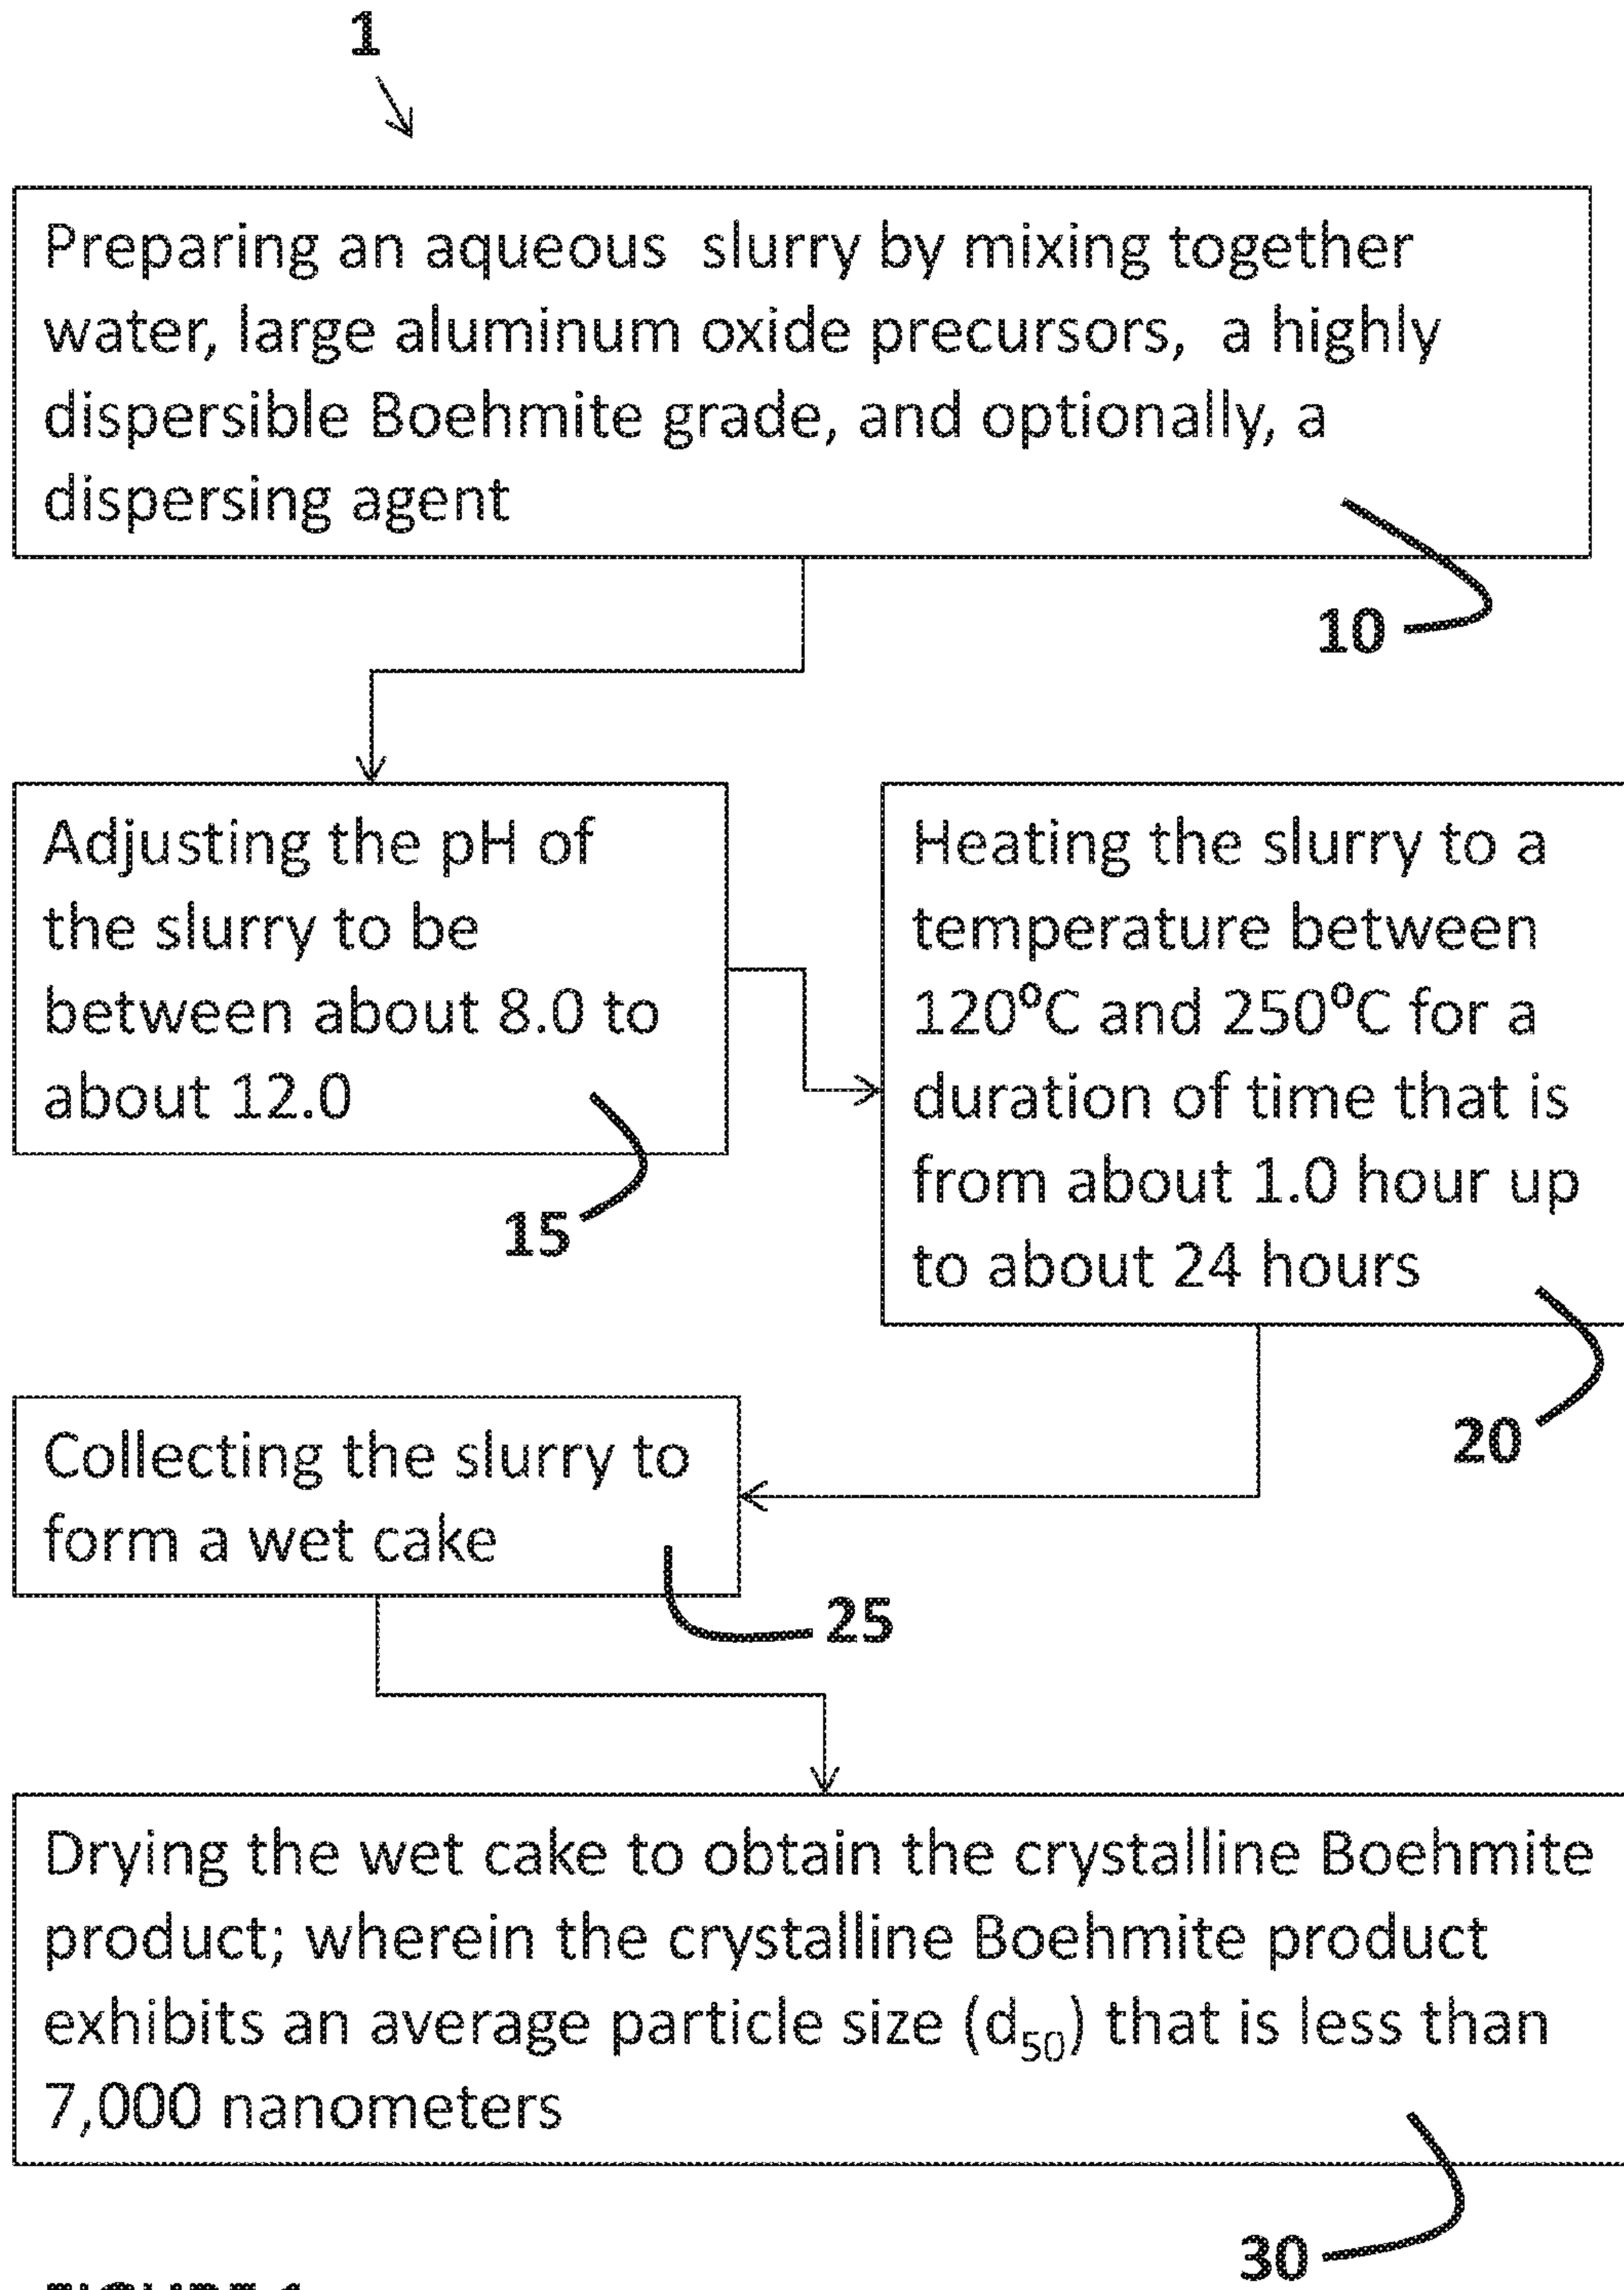 1
Preparing an aqueous slurry by mixing together
water, large aluminum oxide precursors, a highly
dispersible Boehmite grade, and optionally, a
dispersing agent
10
Adjusting the pH of
the slurry to be
between about 8.0 to
about 12.0
15
Heating the slurry to a
temperature between
120⁰C and 250⁰C for a
duration of time that is
from about 1.0 hour up
to about 24 hours
20
Collecting the slurry to
form a wet cake
25
Drying the wet cake to obtain the crystalline Boehmite
product; wherein the crystalline Boehmite product
exhibits an average particle size (d₅₀) that is less than
7,000 nanometers
30